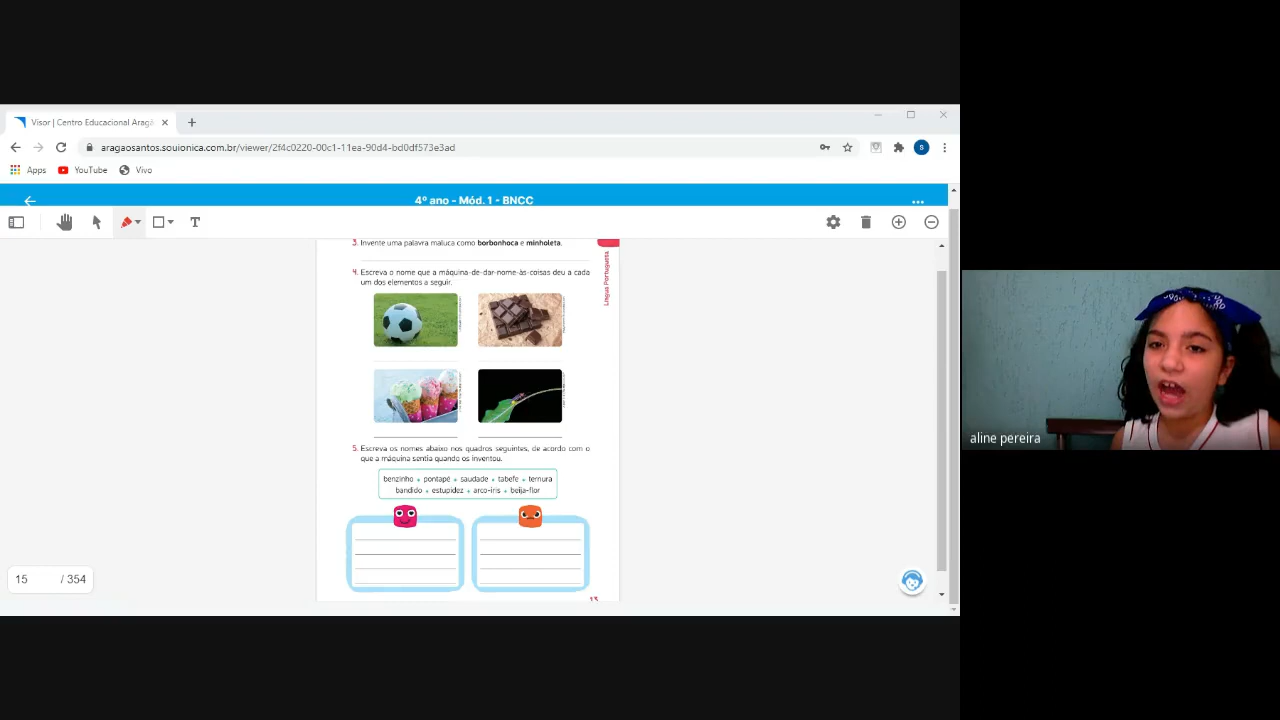 Visor | Centro Educacional Aragã
aragaosantos.souionica.com.br/viewer/2f4c0220-00c1-11ea-90d4-bd0df573e3ad
S
Apps YouTube Vivo
4º ano - Mód. 1 - BNCC
T
3. Invente uma palavra maluca como borbonhoca e minholeta.
Língua Portuguesa
4. Escreva o nome que a máquina-de-dar-nome-às-coisas deu a cada
um dos elementos a seguir.
5. Escreva os nomes abaixo nos quadros seguintes, de acordo com o
que a máquina sentia quando os inventou.
benzinho • pontapé • saudade • tabefe • ternura
bandido • estupidez • arco-íris • beija-flor
15 / 354
aline pereira